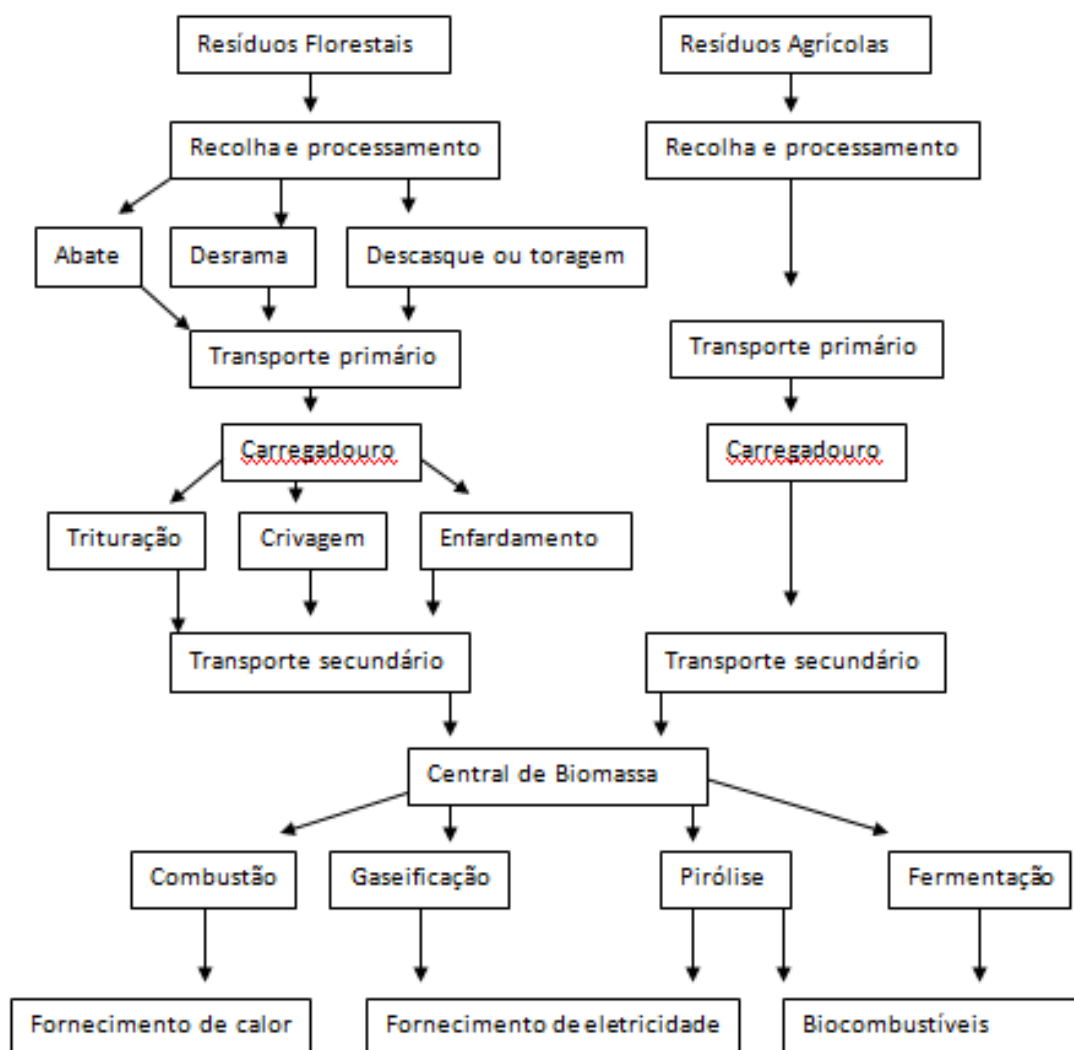 Resíduos Florestais
Resíduos Agrícolas
Recolha e processamento
Recolha e processamento
Abate
Desrama
Descasque ou toragem
Transporte primário
Transporte primário
Carregadouro
Carregadouro
Trituração
Crivagem
Enfardamento
Transporte secundário
Transporte secundário
Central de Biomassa
Combustão
Gaseificação
Pirólise
Fermentação
Fornecimento de calor
Fornecimento de eletricidade
Biocombustíveis